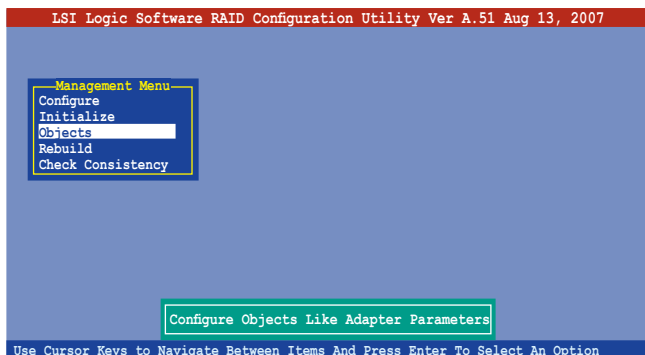 LSI Logic Software RAID Configuration Utility Ver A.51 Aug 13, 2007
Management Menu
Configure
Initialize
Objects
Rebuild
Check Consistency
Configure Objects Like Adapter Parameters
Use Cursor Keys to Navigate Between Items And Press Enter To Select An Option